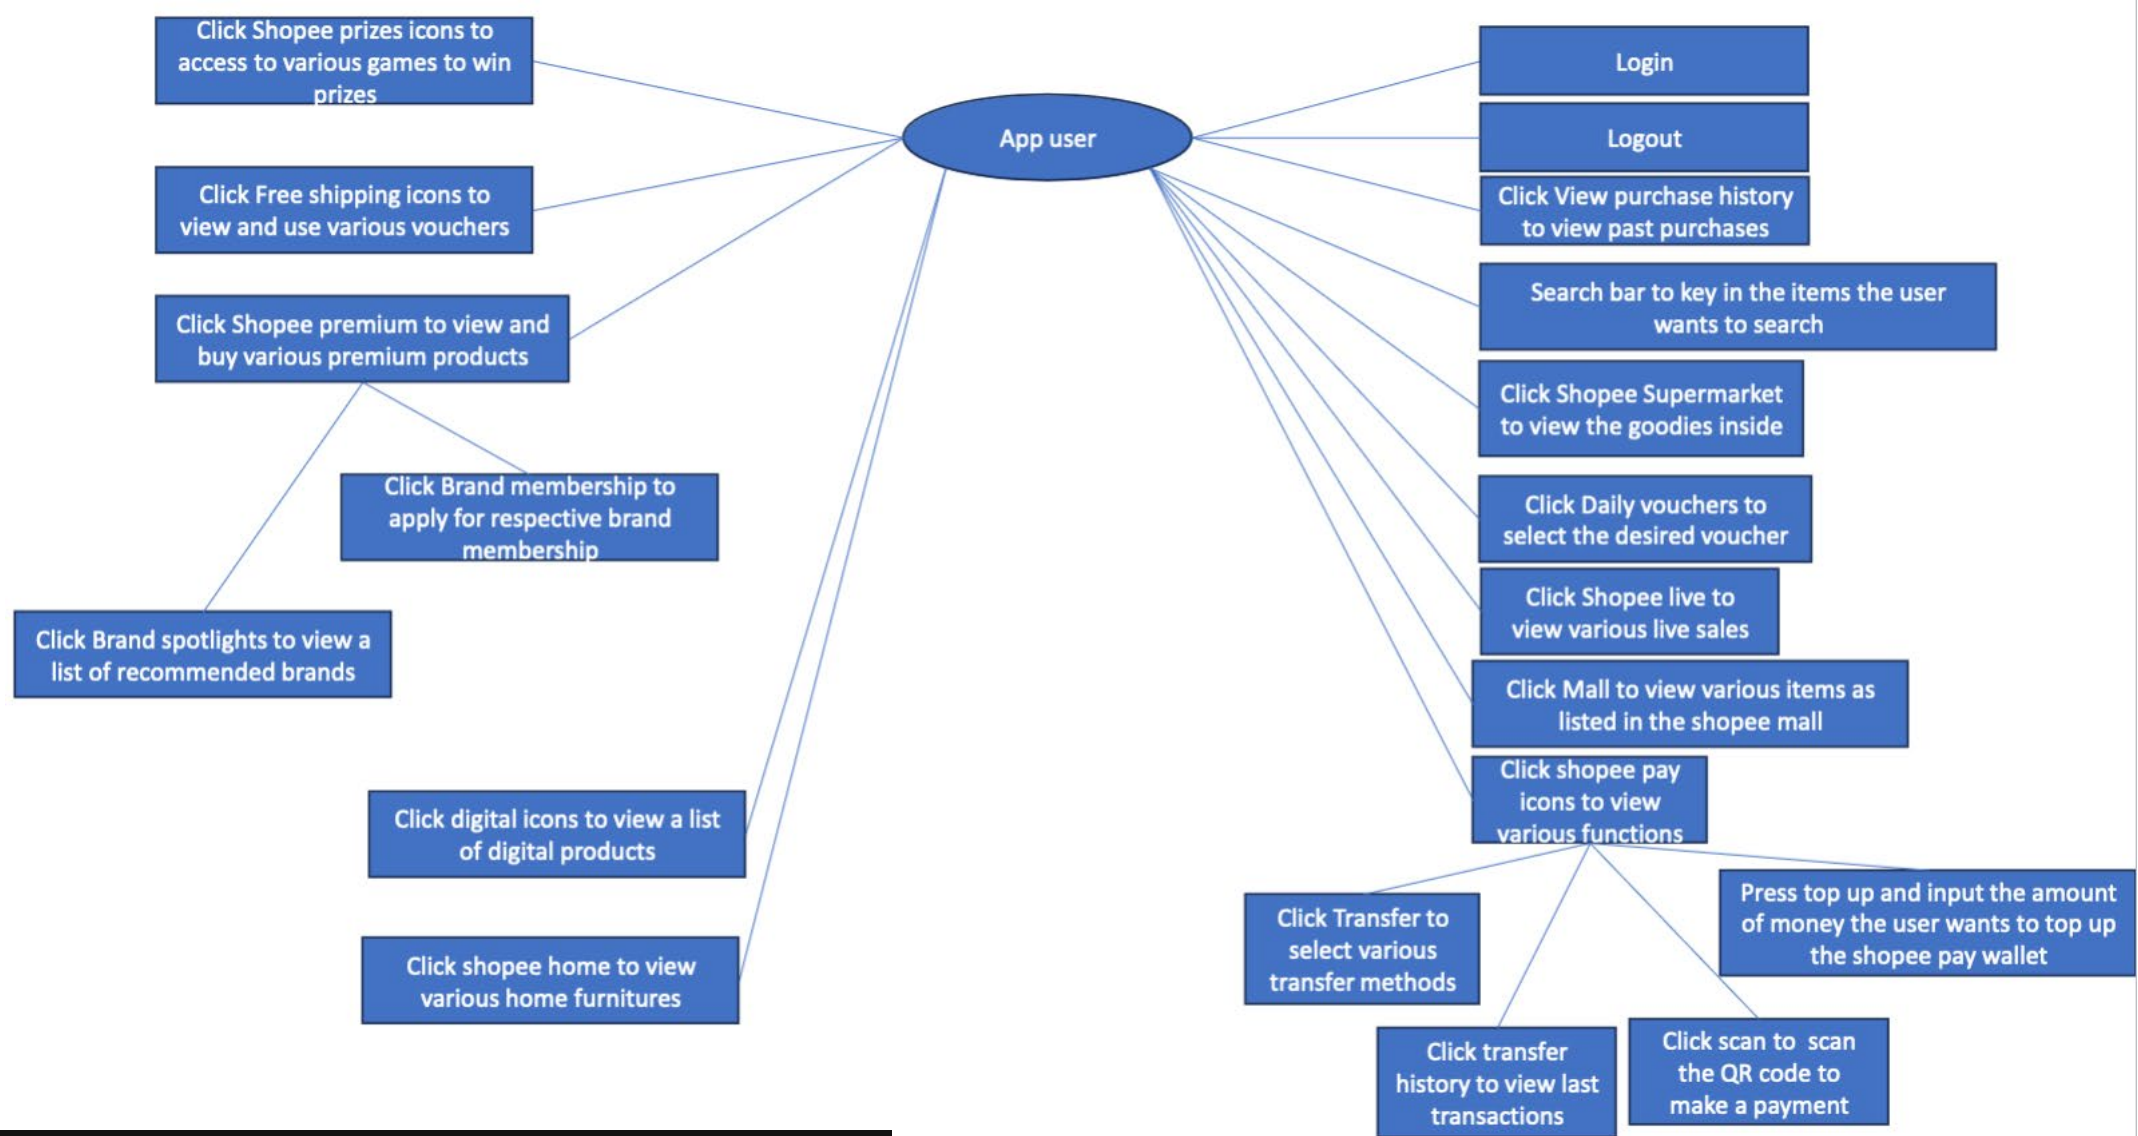 Click Shopee prizes icons to
access to various games to win
prizes
Click Free shipping icons to
view and use various vouchers
Click Shopee premium to view and
buy various premium products
Click Brand membership to
apply for respective brand
membership
Click Brand spotlights to view a
list of recommended brands
Click digital icons to view a list
of digital products
Click shopee home to view
various home furnitures
App user
Login
Logout
Click View purchase history
to view past purchases
Search bar to key in the items the user
wants to search
Click Shopee Supermarket
to view the goodies inside
Click Daily vouchers to
select the desired voucher
Click Shopee live to
view various live sales
Click Mall to view various items as
listed in the shopee mall
Click shopee pay
icons to view
various functions
Click Transfer to
select various
transfer methods
Click transfer
history to view last
transactions
Click scan to  scan
the QR code to
make a payment
Press top up and input the amount
of money the user wants to top up
the shopee pay wallet